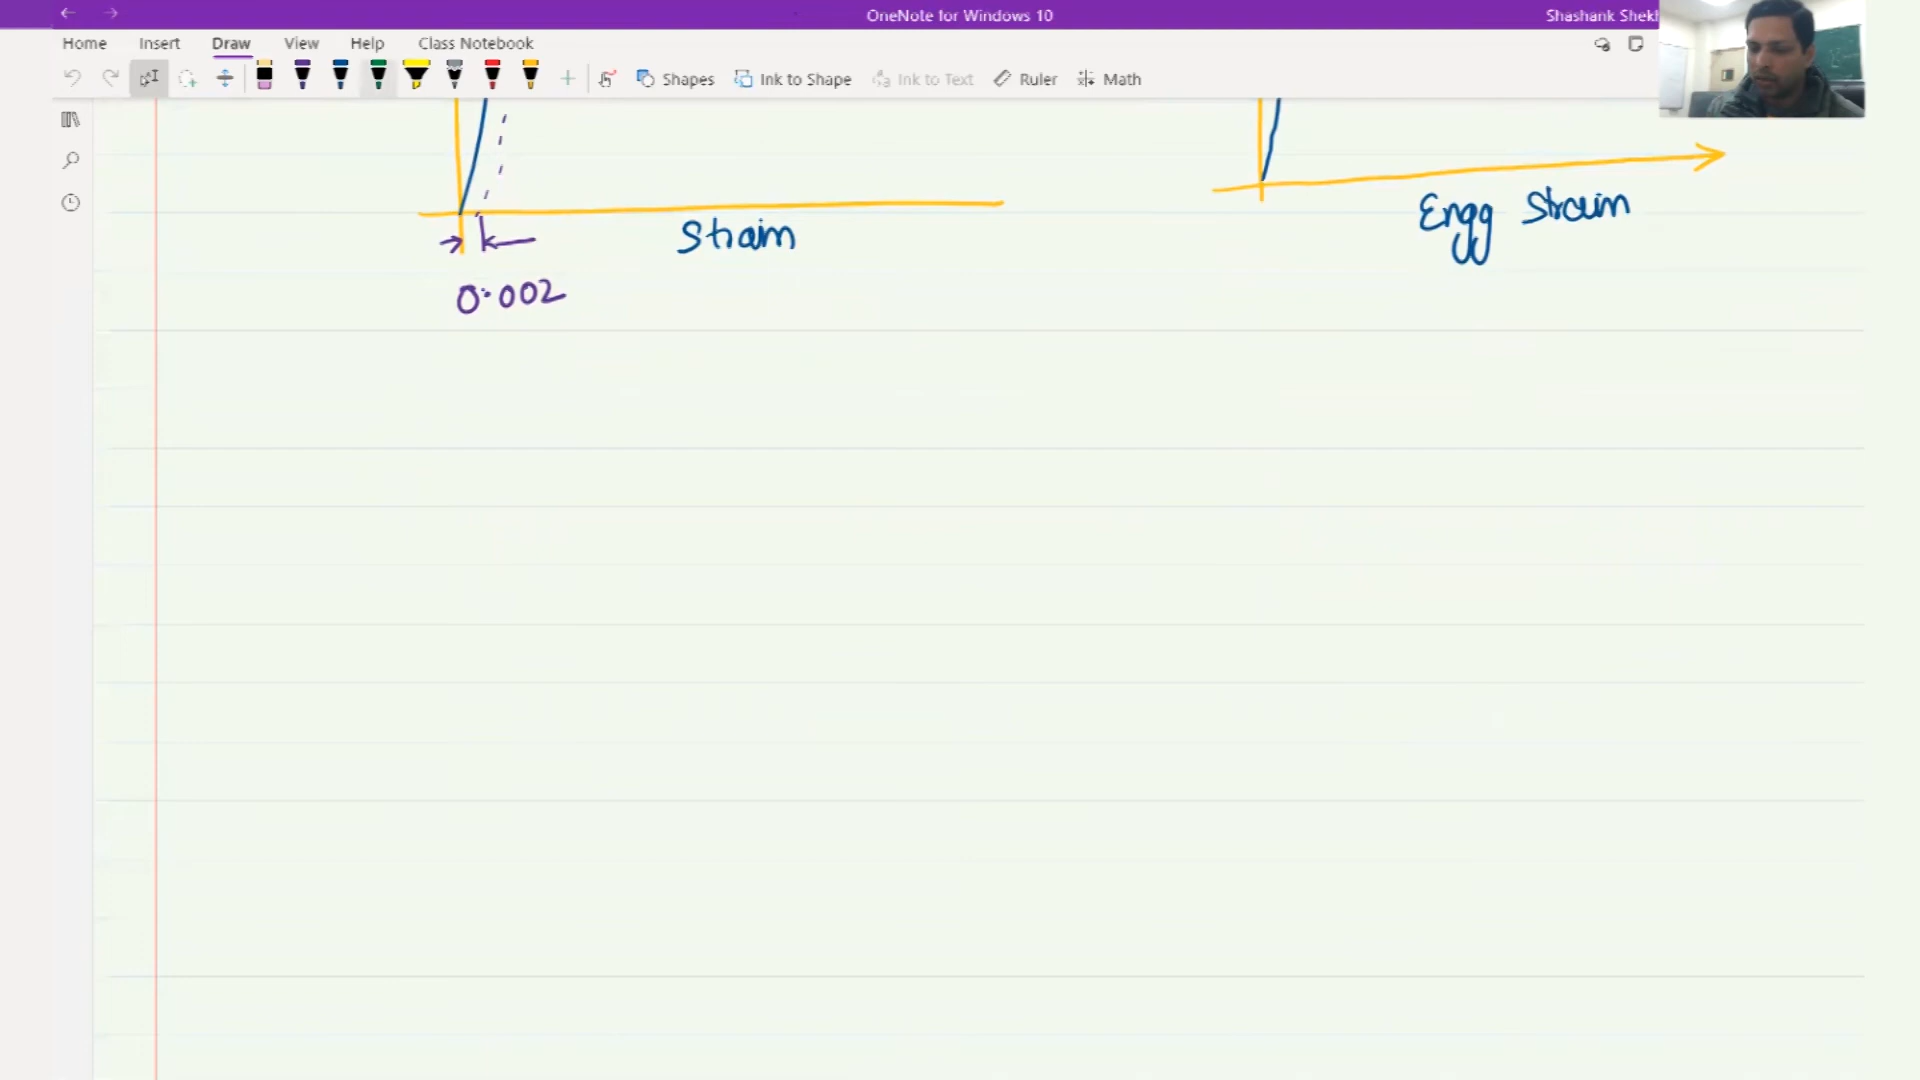 OneNote for Windows 10
Shashank Shekh
Home Insert Draw View Help Class Notebook
Shapes Ink to Shape Ink to Text Ruler Math
Strain
Engg Strain
0.002